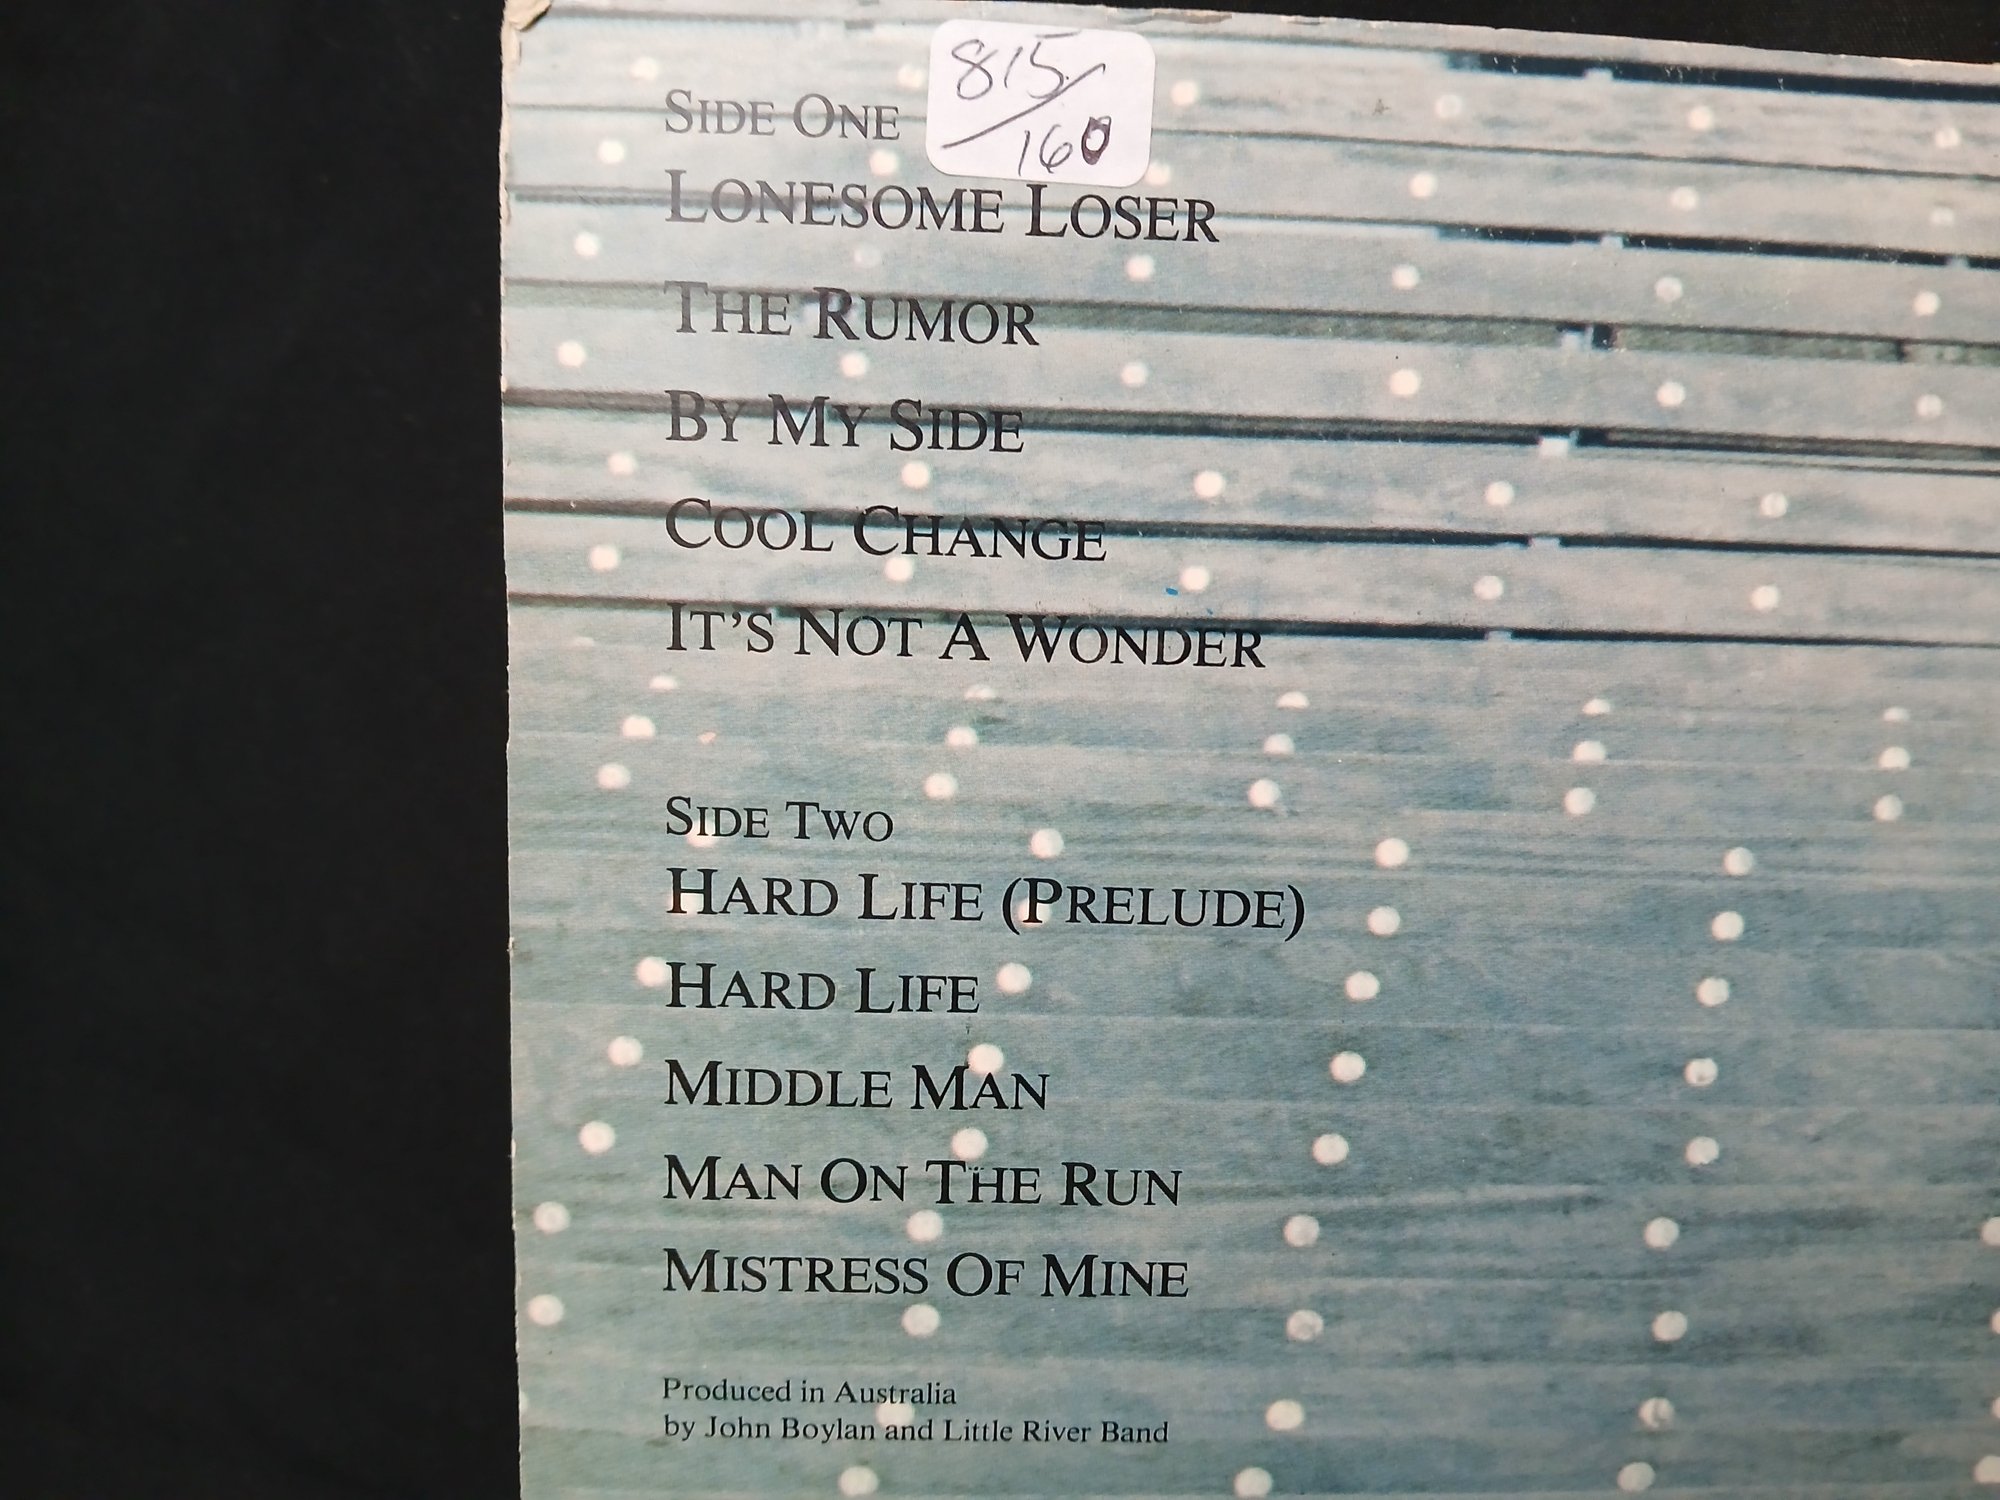 815/
160
SIDE ONE
LONESOME LOSER
THE RUMOR
BY MY SIDE
COOL CHANGE
IT'S NOT A WONDER
SIDE TWO
HARD LIFE (PRELUDE)
HARD LIFE
MIDDLE MAN
MAN ON THE RUN
MISTRESS OF MINE
Produced in Australia
by John Boylan and Little River Band